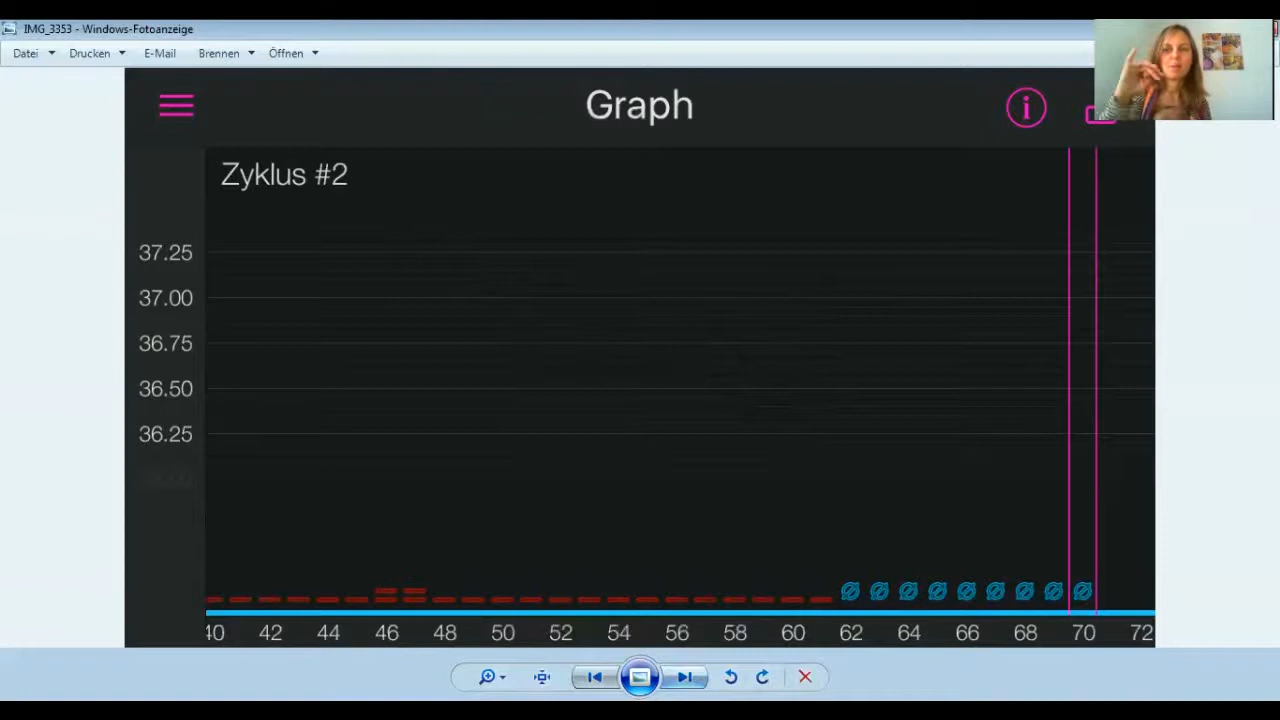 IMG_3353 - Windows-Fotoanzeige
Datei Drucken E-Mail Brennen Öffnen
Graph
i
Zyklus #2
37.25
37.00
36.75
36.50
36.25
40 42 44 46 48 50 52 54 56 58 60 62 64 66 68 70 72